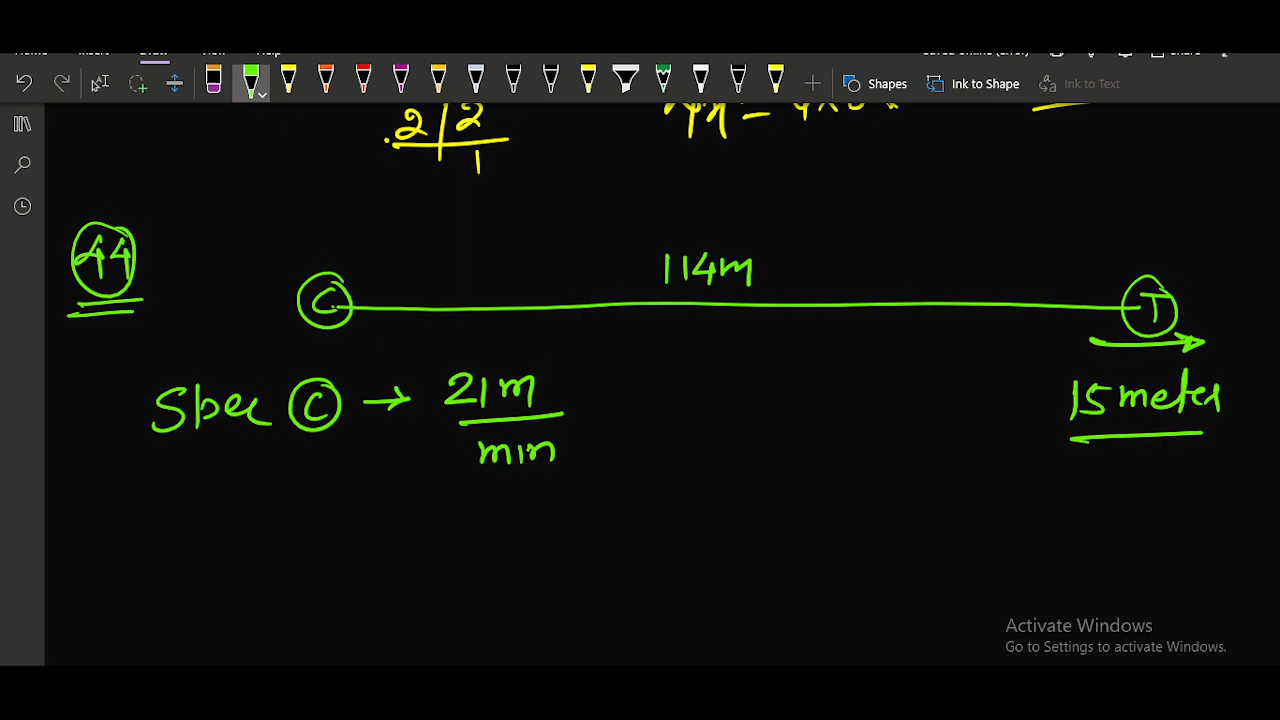 Shapes Ink to Shape Ink to Text
2 | 2
1
44
114m
C T
15 meter
Spee C → 21m
min
Activate Windows
Go to Settings to activate Windows.